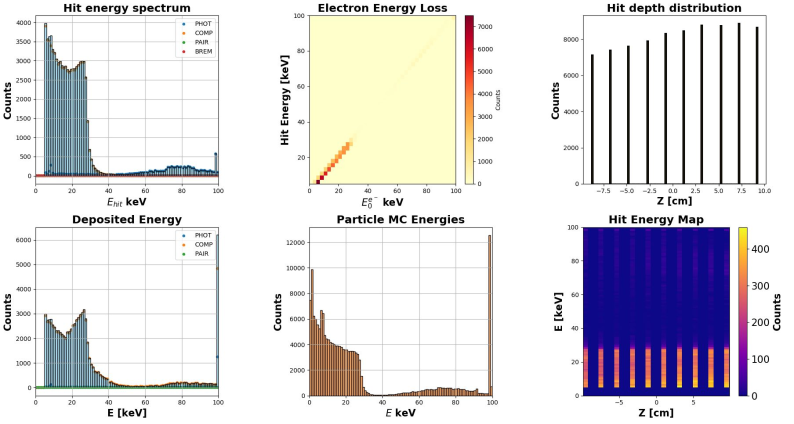 Hit energy spectrum
4000
3500
3000
2500
2000
1500
1000
500
0
Counts
PHOT
COMP
PAIR
BREM
0 20 40 60 80 100
E_hit keV
Electron Energy Loss
100
80
60
40
20
Hit Energy [keV]
20 40 60 80 100
E_0^{e^-} keV
7000
6000
5000
4000
3000
2000
1000
0
Counts
Hit depth distribution
8000
6000
4000
2000
0
Counts
−7.5 −5.0 −2.5 0.0 2.5 5.0 7.5 10.0
Z [cm]
Deposited Energy
6000
5000
4000
3000
2000
1000
0
Counts
PHOT
COMP
PAIR
0 20 40 60 80 100
E [keV]
Particle MC Energies
12000
10000
8000
6000
4000
2000
0
Counts
0 20 40 60 80 100
E keV
Hit Energy Map
100
80
60
40
20
0
E [keV]
−5 0 5
Z [cm]
400
300
200
100
0
Counts